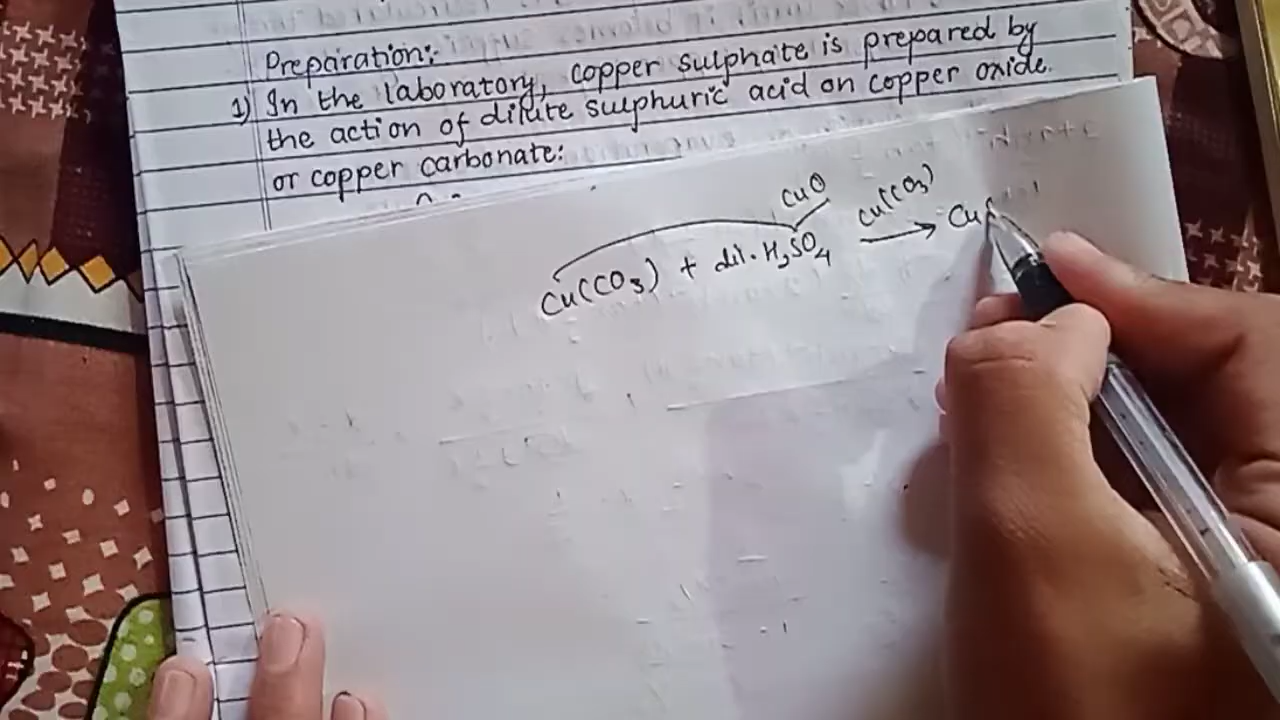 Preparation:
1) In the laboratory, copper sulphate is prepared by
the action of dilute sulphuric acid on copper oxide.
or copper carbonate:
CuO
Cu(CO3)
Cu(CO3) + dil. H2SO4 → Cu